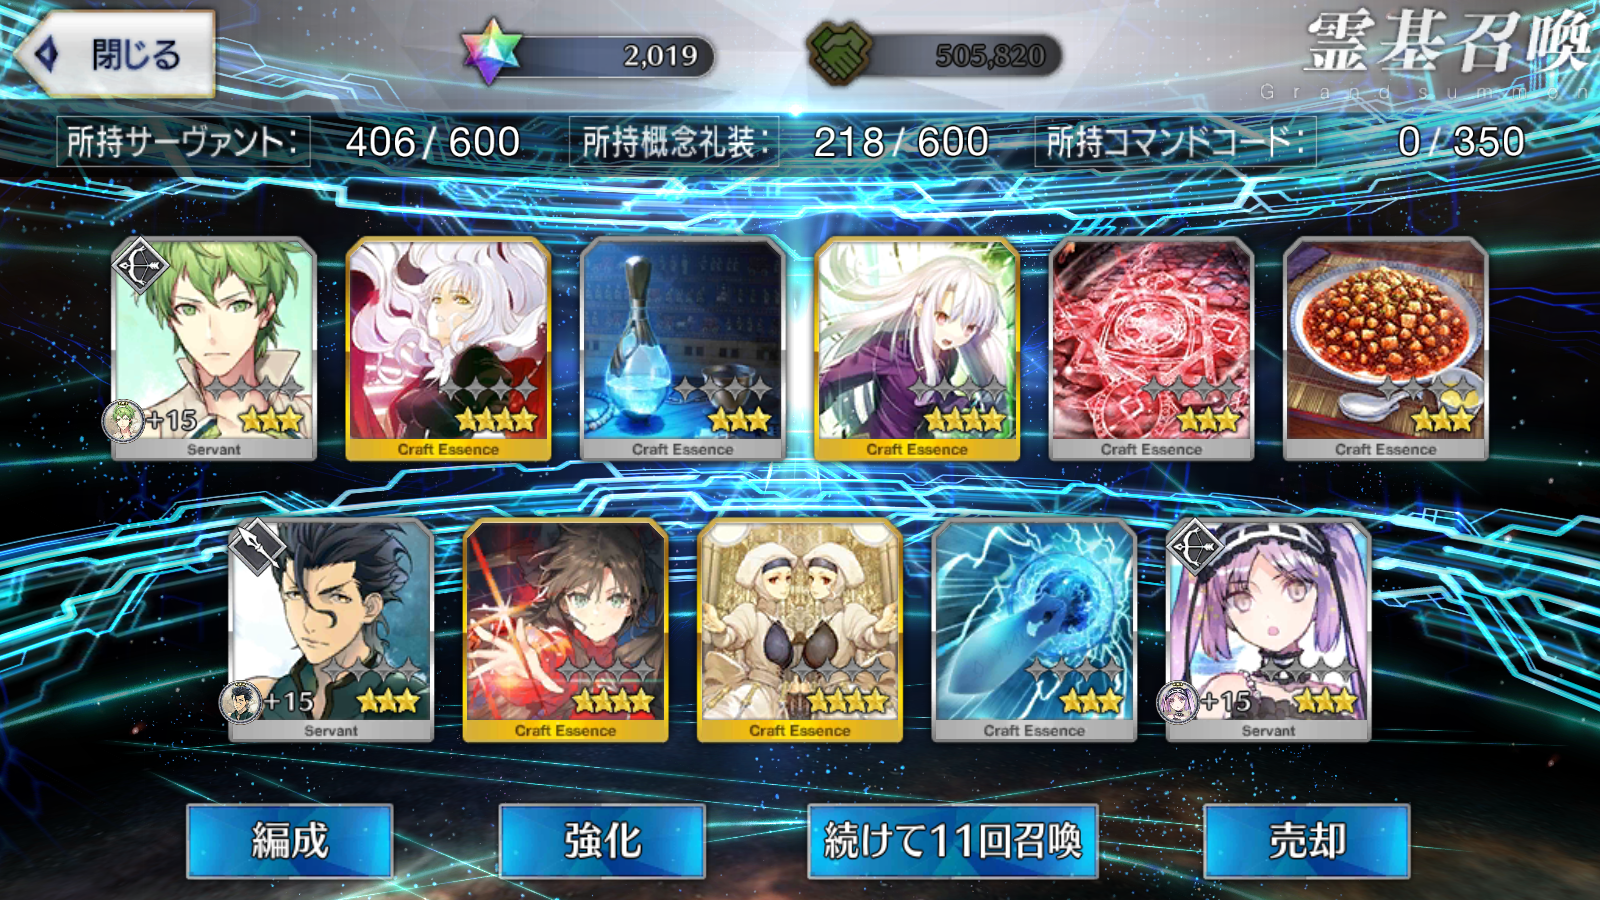 閉じる
2,019
505,820
霊基召喚
Grand summon
所持サーヴァント: 406/600
所持概念礼装: 218/600
所持コマンドコード: 0/350
+15
Servant
Craft Essence
Craft Essence
Craft Essence
Craft Essence
Craft Essence
+15
Servant
Craft Essence
Craft Essence
Craft Essence
+15
Servant
編成
強化
続けて11回召喚
売却